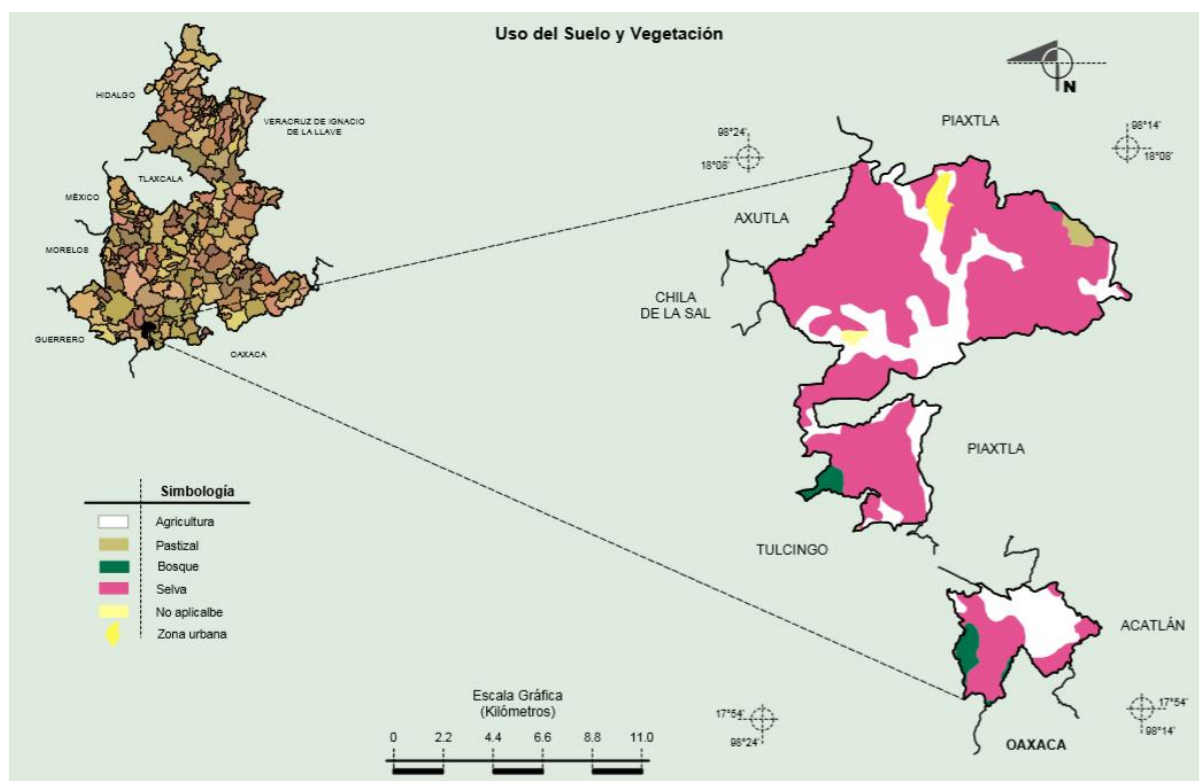 Uso del Suelo y Vegetación
N
HIDALGO
VERACRUZ DE IGNACIO
DE LA LLAVE
TLAXCALA
MÉXICO
MORELOS
GUERRERO
OAXACA
PIAXTLA
98°24'
18°08'
98°14'
18°08'
AXUTLA
CHILA
DE LA SAL
PIAXTLA
TULCINGO
ACATLÁN
OAXACA
17°54'
98°24'
17°54'
98°14'
Simbología
Agricultura
Pastizal
Bosque
Selva
No aplicalbe
Zona urbana
Escala Gráfica
(Kilómetros)
0 2.2 4.4 6.6 8.8 11.0